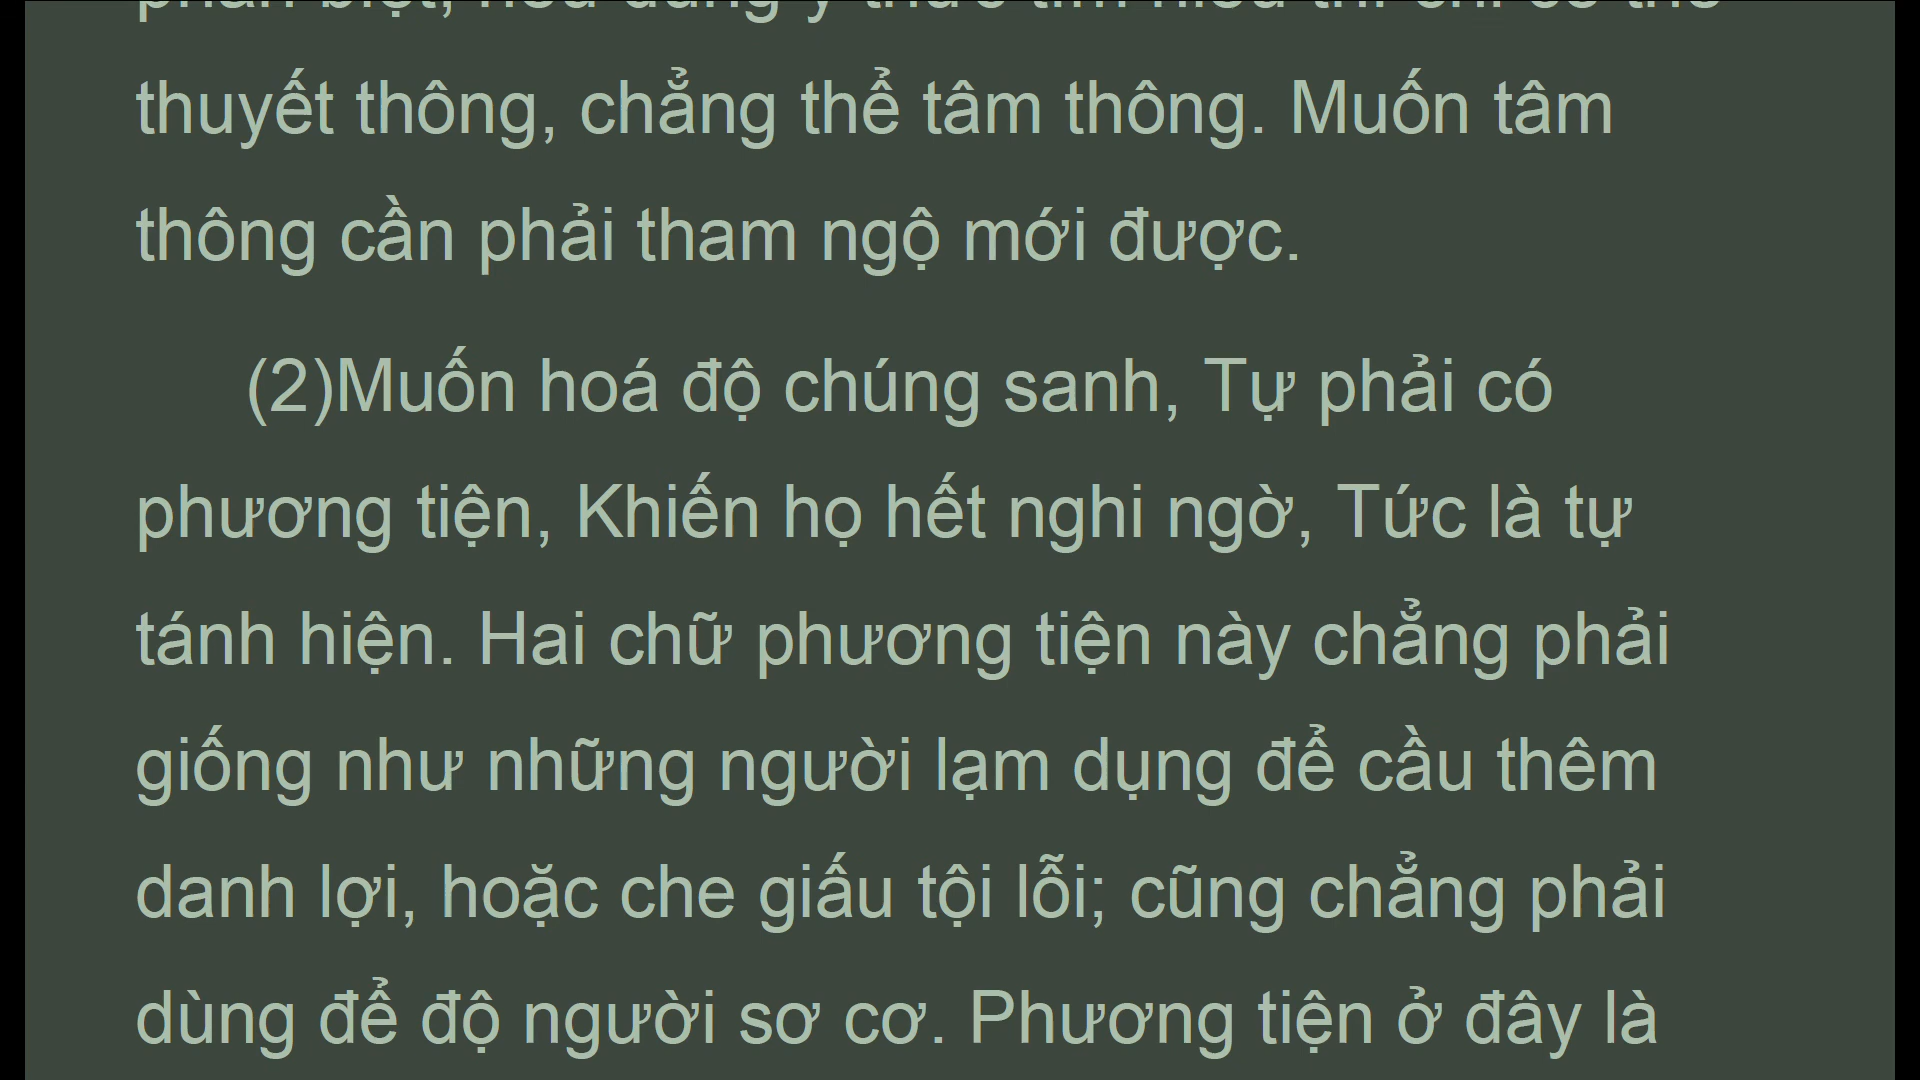 thuyết thông, chẳng thể tâm thông. Muốn tâm
thông cần phải tham ngộ mới được.
(2)Muốn hoá độ chúng sanh, Tự phải có
phương tiện, Khiến họ hết nghi ngờ, Tức là tự
tánh hiện. Hai chữ phương tiện này chẳng phải
giống như những người lạm dụng để cầu thêm
danh lợi, hoặc che giấu tội lỗi; cũng chẳng phải
dùng để độ người sơ cơ. Phương tiện ở đây là